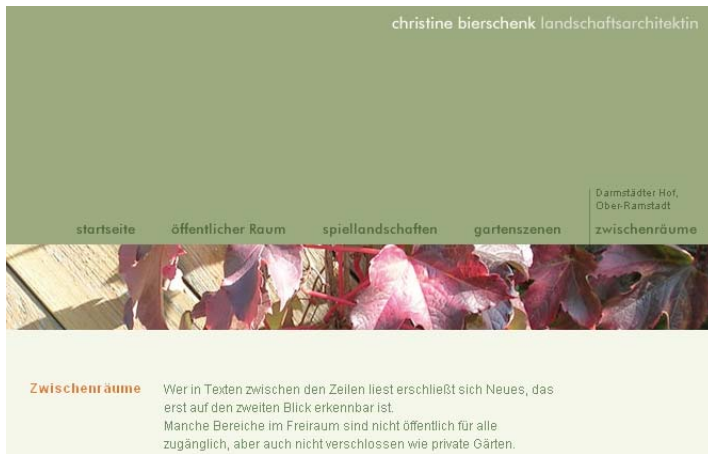 christine bierschenk landschaftsarchitektin
Darmstädter Hof,
Ober-Ramstadt
startseite öffentlicher Raum spiellandschaften gartenszenen zwischenräume
Zwischenräume
Wer in Texten zwischen den Zeilen liest erschließt sich Neues, das
erst auf den zweiten Blick erkennbar ist.
Manche Bereiche im Freiraum sind nicht öffentlich für alle
zugänglich, aber auch nicht verschlossen wie private Gärten.